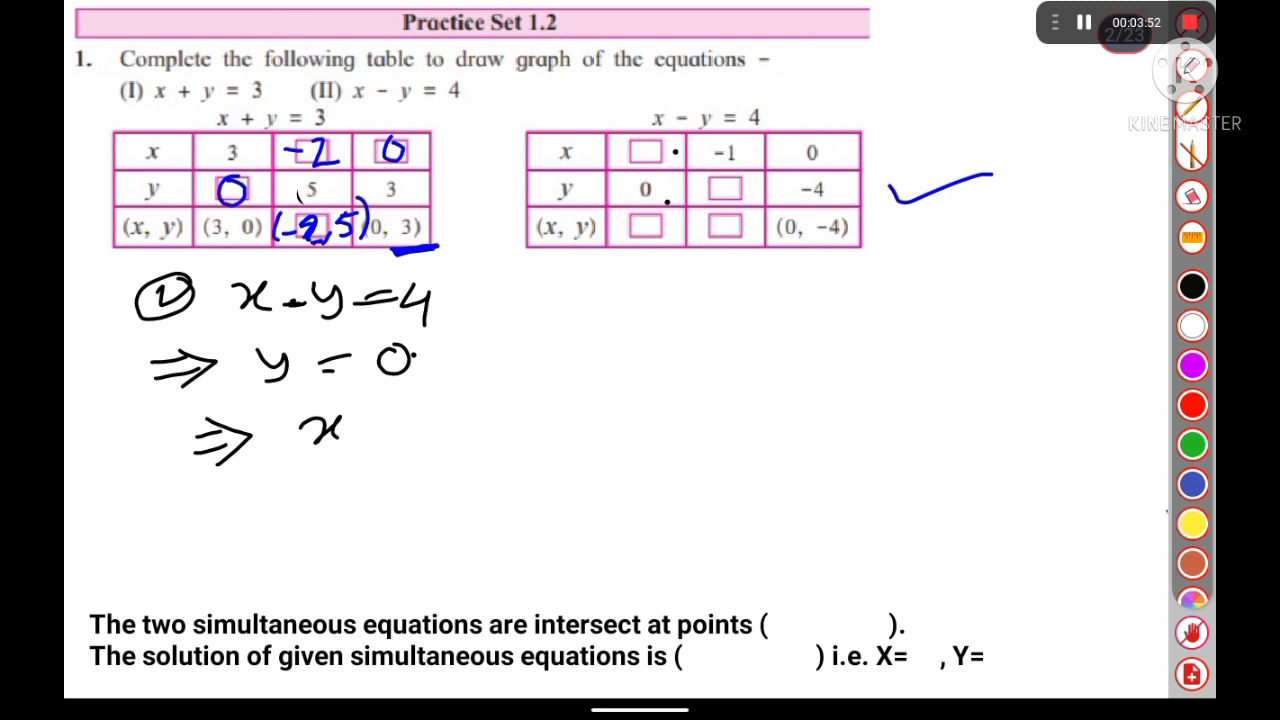 Practice Set 1.2
00:03:52
2/23
1. Complete the following table to draw graph of the equations –
(I) x + y = 3 (II) x – y = 4
KINEMASTER
x + y = 3
x 3 -2 0
y 0 5 3
(x, y) (3, 0) (-2, 5) (0, 3)
x – y = 4
x –1 0
y 0 –4
(x, y) (0, –4)
② x - y = 4
⇒ y = 0
⇒ x
The two simultaneous equations are intersect at points ( ).
The solution of given simultaneous equations is ( ) i.e. X= , Y=